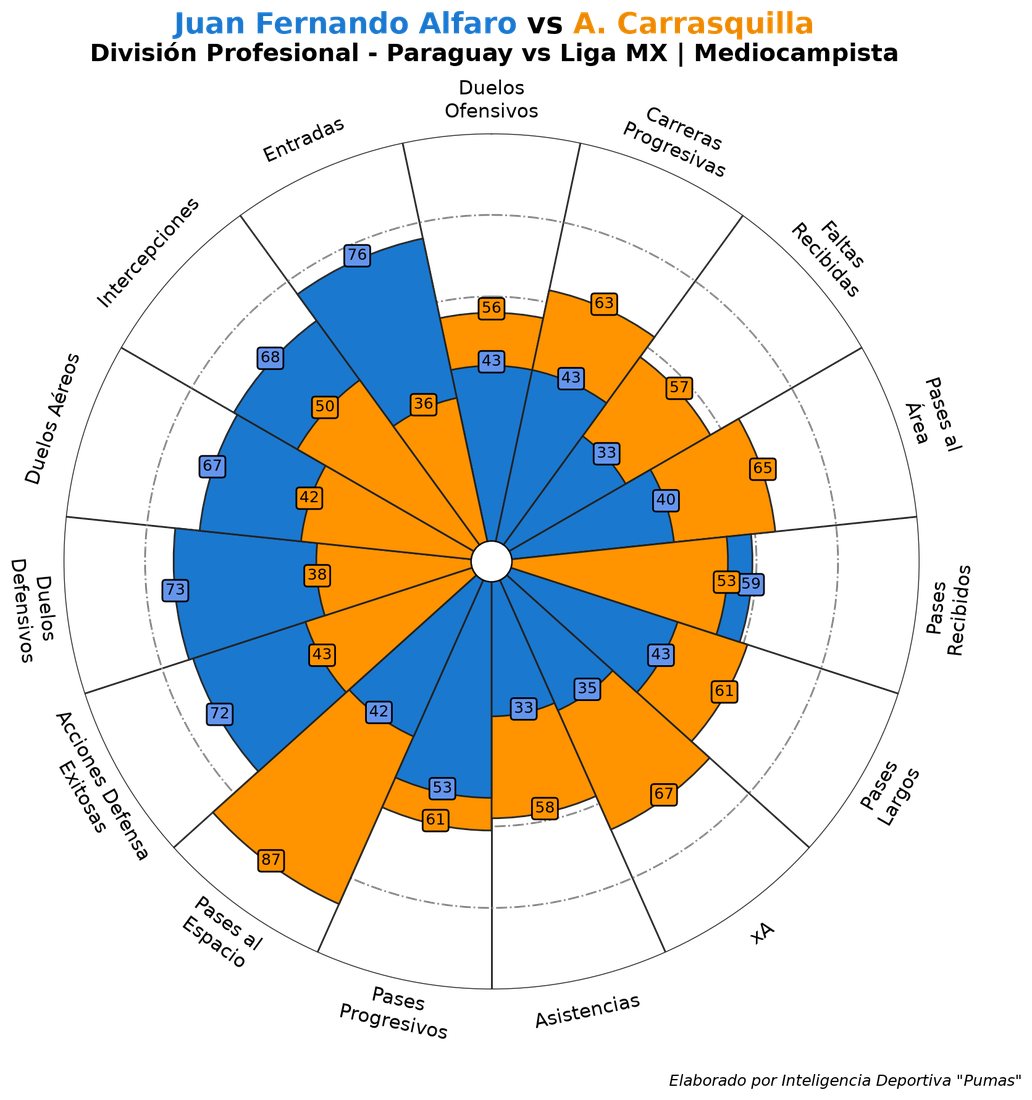 Juan Fernando Alfaro vs A. Carrasquilla
División Profesional - Paraguay vs Liga MX | Mediocampista
Duelos
Ofensivos
Carreras
Progresivas
Faltas
Recibidas
Pases al
Área
Pases
Recibidos
Pases
Largos
xA
Asistencias
Pases
Progresivos
Pases al
Espacio
Acciones Defensa
Exitosas
Duelos
Defensivos
Duelos Aéreos
Intercepciones
Entradas
56
43
63
43
57
33
65
40
53
59
43
61
35
67
33
58
53
61
42
87
43
72
38
73
42
67
50
68
36
76
Elaborado por Inteligencia Deportiva "Pumas"